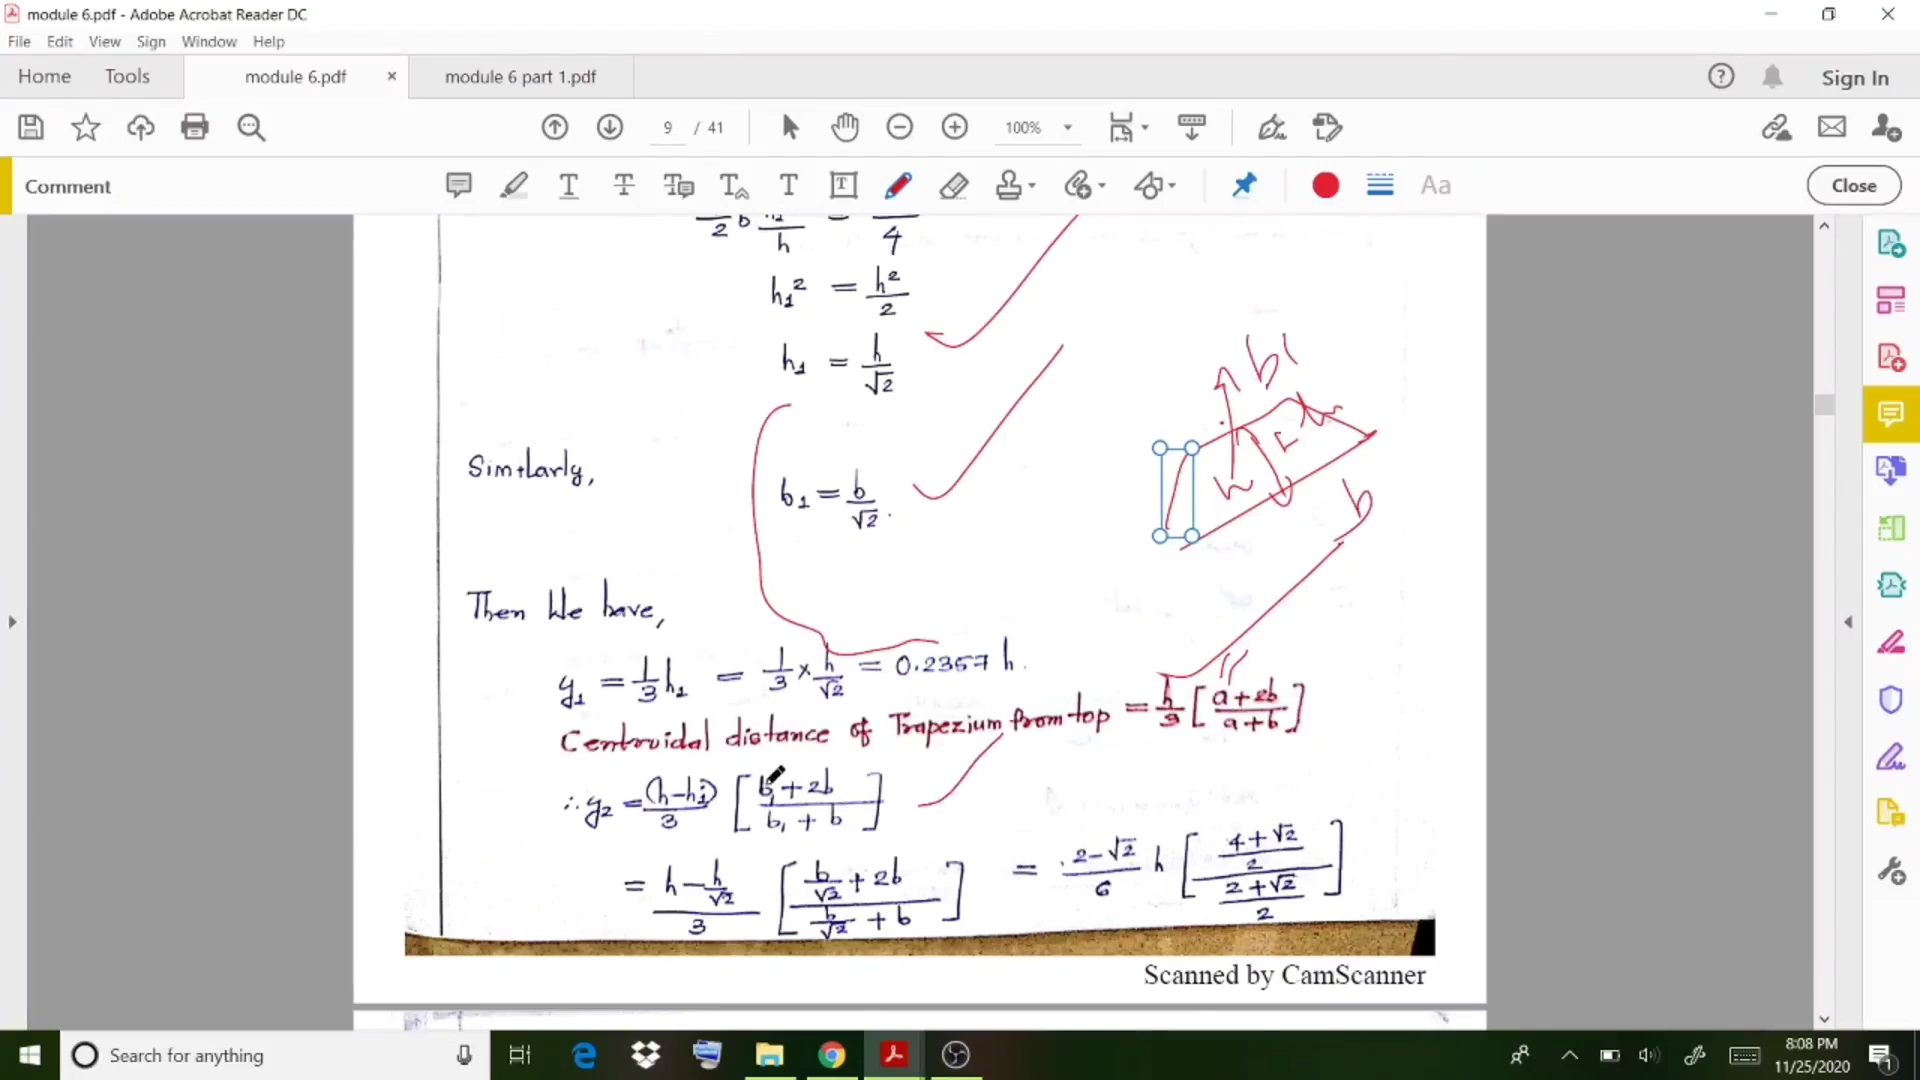 module 6.pdf - Adobe Acrobat Reader DC
File Edit View Sign Window Help
Home Tools module 6.pdf × module 6 part 1.pdf Sign In
9 / 41 100%
Comment Close
2 b h = 4
h₁² = h²/2
h₁ = h/√2
b1
h
b
Similarly,
b₁ = b/√2.
Then We have,
y₁ = 1/3 h₁ = 1/3 × h/√2 = 0.2357 h.
Centroidal distance of Trapezium from top = h/3 [a+2b / a+b]
∴ y₂ = (h-h₁)/3 [b₁+2b / b₁+b]
= (h - h/√2)/3 [(b/√2 + 2b) / (b/√2 + b)] = (2-√2)/6 h [((4+√2)/2) / ((2+√2)/2)]
Scanned by CamScanner
Search for anything
8:08 PM
11/25/2020
1